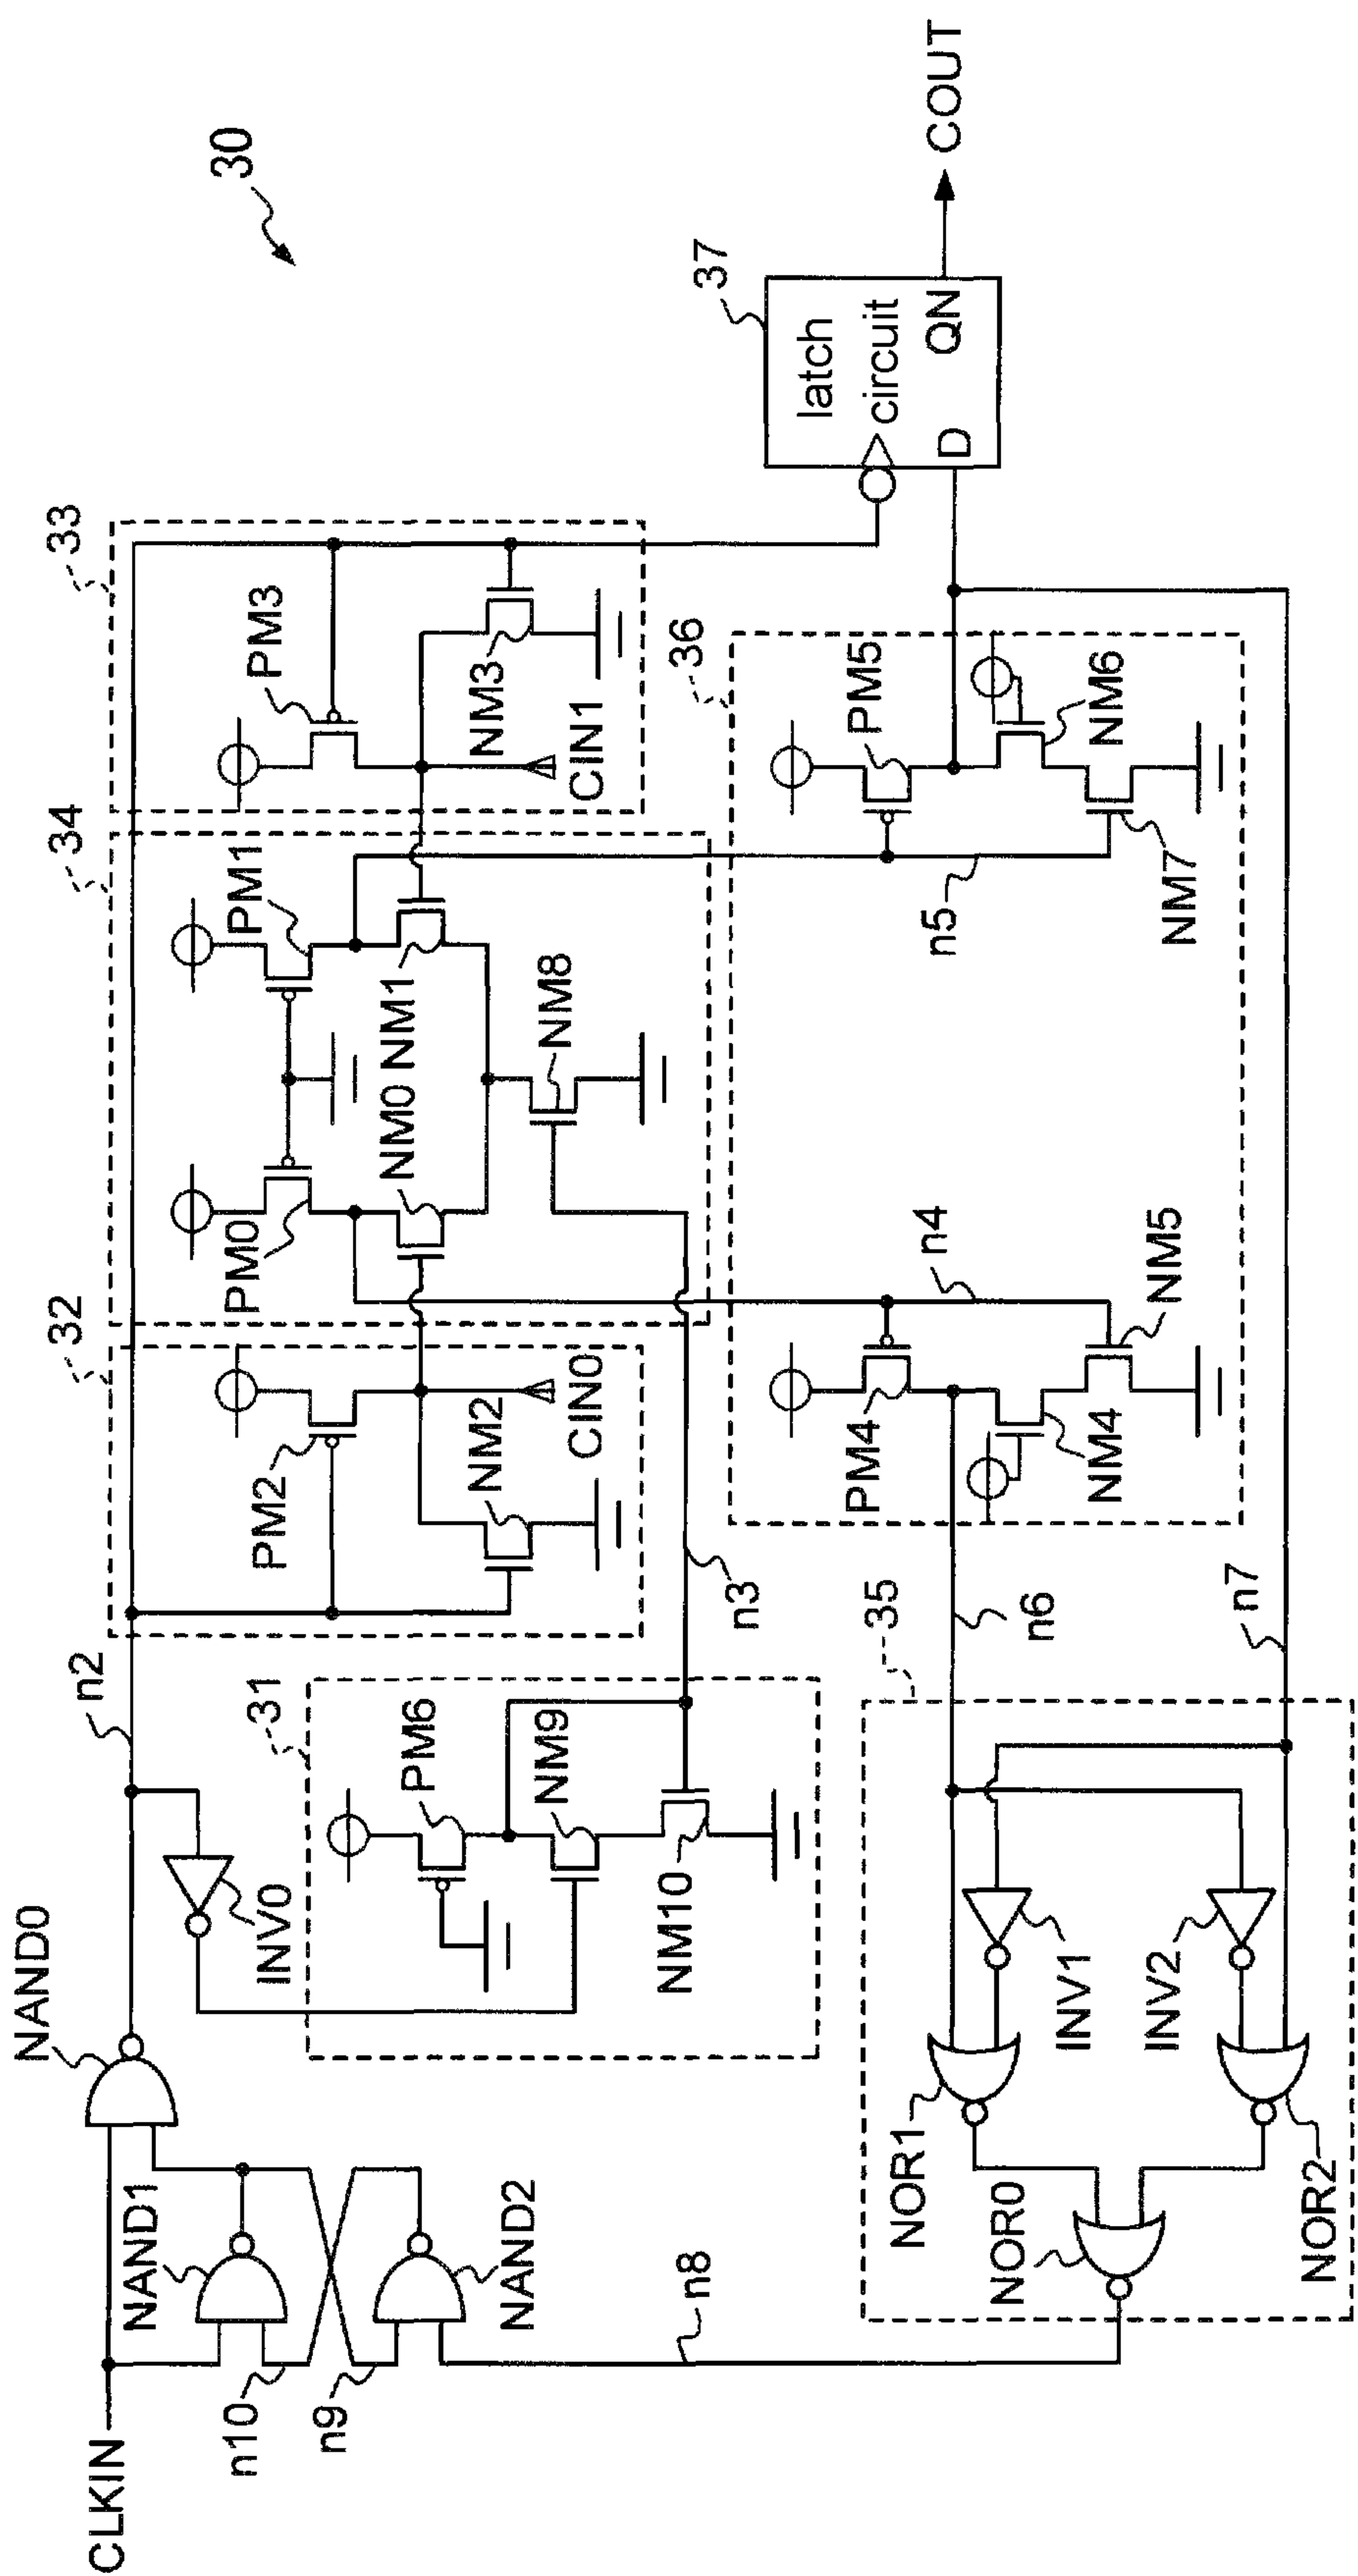 30
CLKIN
NAND0
NAND1
n10
n9
NAND2
n8
n2
INV0
31
PM6
NM9
NM10
n3
32
PM2
NM2
CIN0
34
PM0
PM1
NM0 NM1
NM8
33
PM3
NM3
CIN1
35
NOR1
NOR0
NOR2
INV1
INV2
n6
n7
36
PM4
NM4
NM5
n4
n5
PM5
NM6
NM7
37
latch
circuit
D
QN
COUT